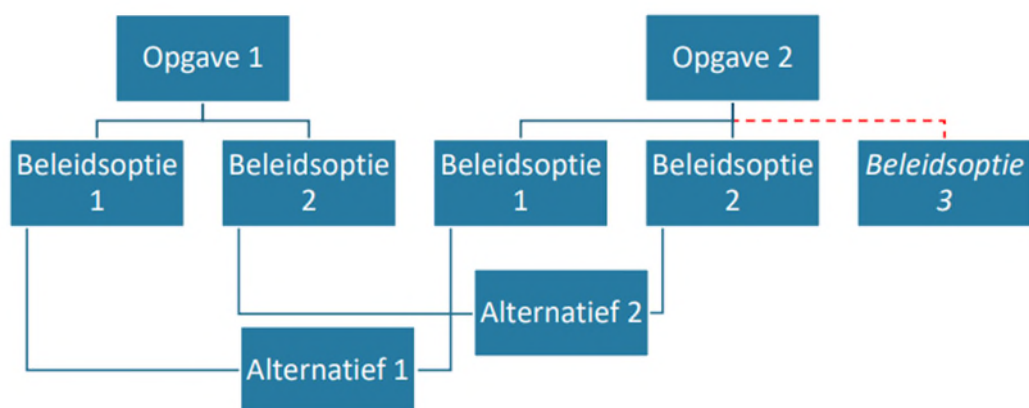 Opgave 1
Opgave 2
Beleidsoptie
1
Beleidsoptie
2
Beleidsoptie
1
Beleidsoptie
2
Beleidsoptie
3
Alternatief 2
Alternatief 1